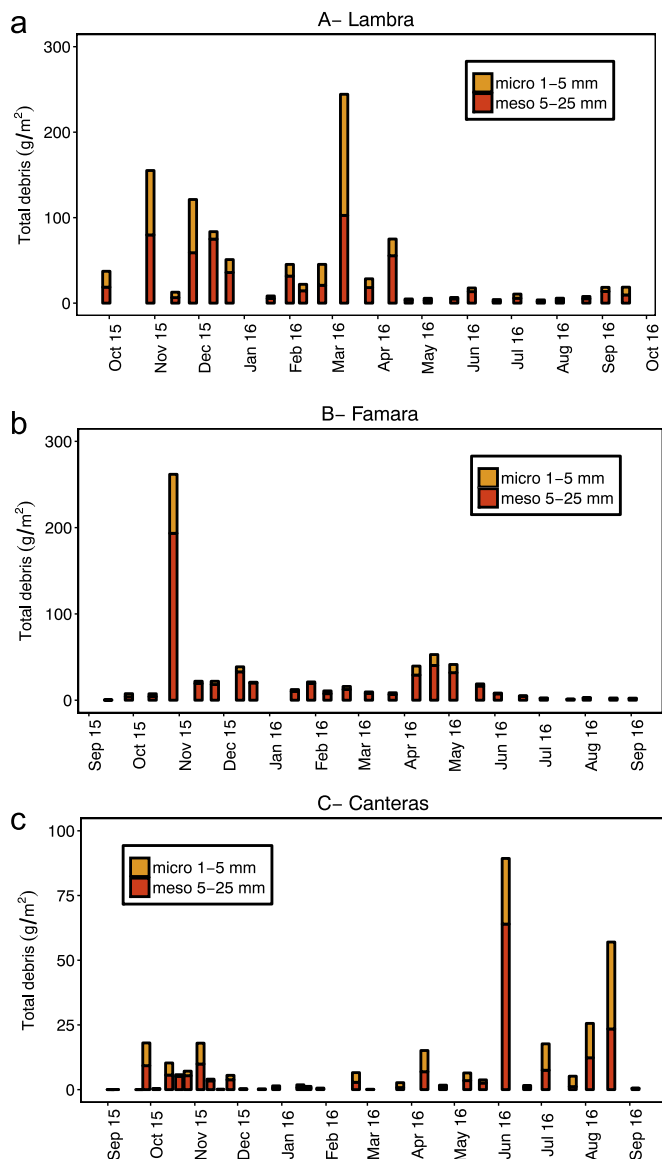 a
A− Lambra
Total debris (g/m²)
300
200
100
0
micro 1−5 mm
meso 5−25 mm
Oct 15
Nov 15
Dec 15
Jan 16
Feb 16
Mar 16
Apr 16
May 16
Jun 16
Jul 16
Aug 16
Sep 16
Oct 16
b
B− Famara
Total debris (g/m²)
300
200
100
0
micro 1−5 mm
meso 5−25 mm
Sep 15
Oct 15
Nov 15
Dec 15
Jan 16
Feb 16
Mar 16
Apr 16
May 16
Jun 16
Jul 16
Aug 16
Sep 16
c
C− Canteras
Total debris (g/m²)
100
75
50
25
0
micro 1−5 mm
meso 5−25 mm
Sep 15
Oct 15
Nov 15
Dec 15
Jan 16
Feb 16
Mar 16
Apr 16
May 16
Jun 16
Jul 16
Aug 16
Sep 16